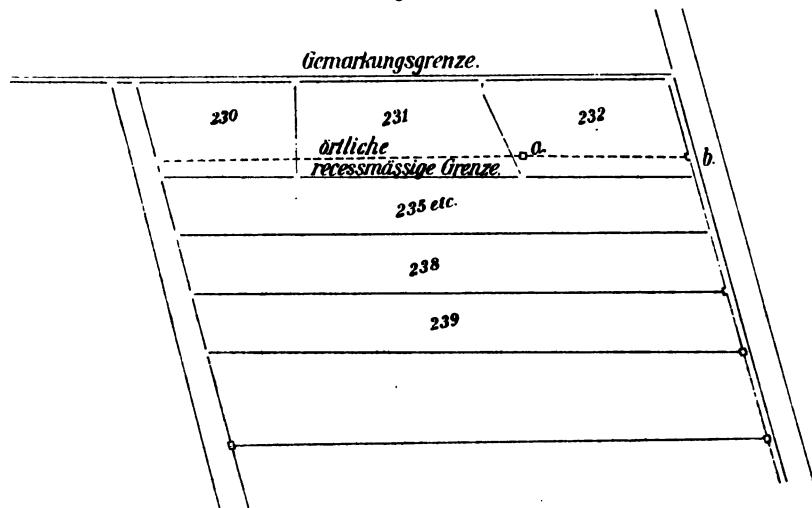 Gemarkungsgrenze.
230
231
232
örtliche
a.
b.
recessmässige Grenze.
235 etc.
238
239